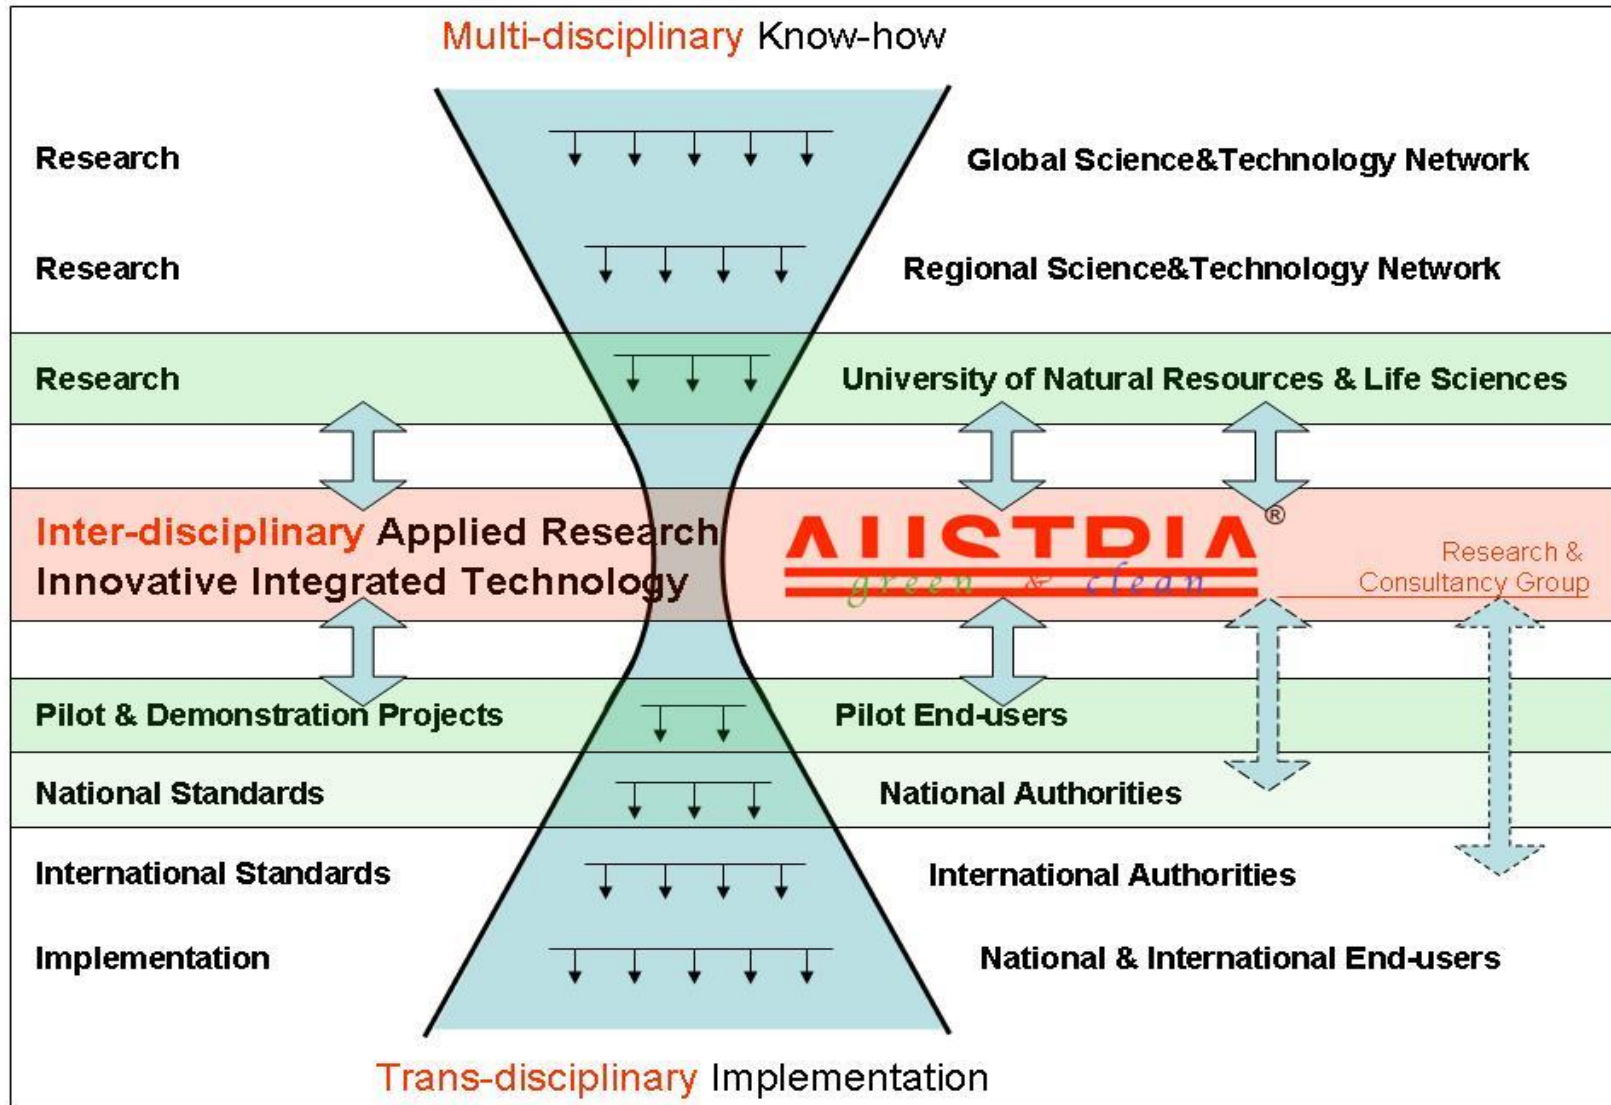 Multi-disciplinary Know-how
Research
Global Science&Technology Network
Research
Regional Science&Technology Network
Research
University of Natural Resources & Life Sciences
Inter-disciplinary Applied Research
Innovative Integrated Technology
AUSTRIA®
green & clean
Research &
Consultancy Group
Pilot & Demonstration Projects
Pilot End-users
National Standards
National Authorities
International Standards
International Authorities
Implementation
National & International End-users
Trans-disciplinary Implementation